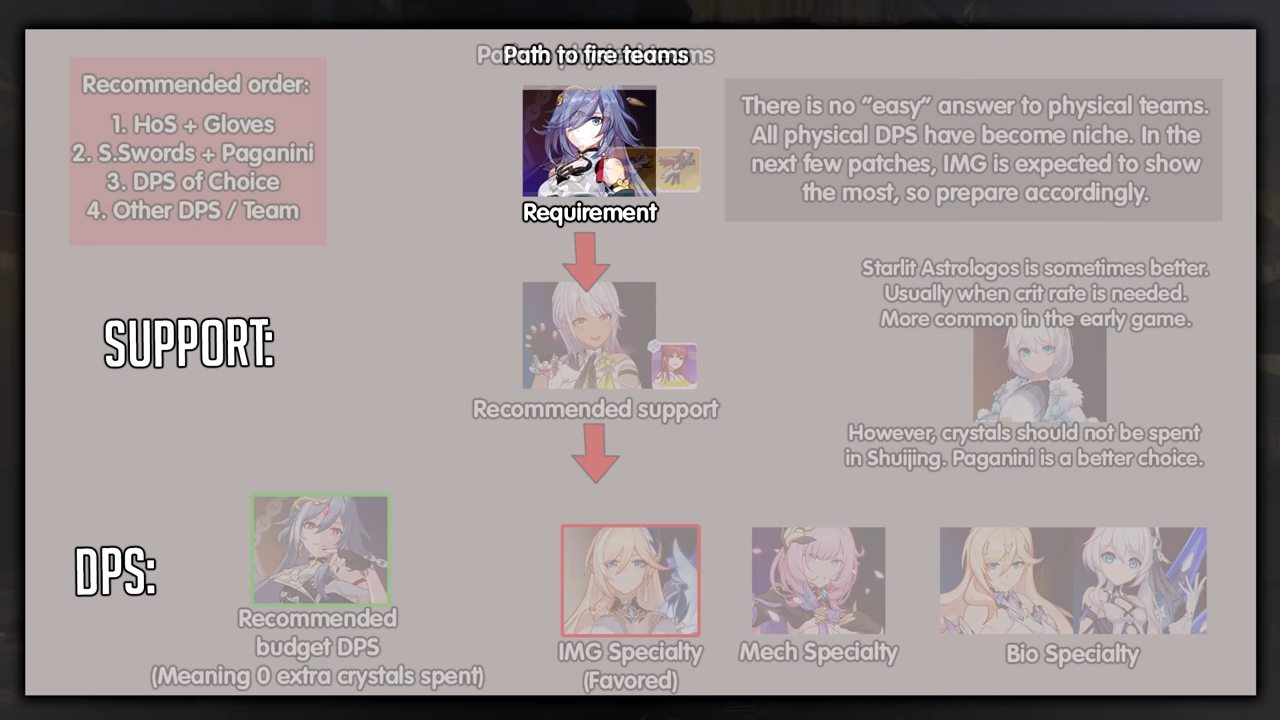 Path to fire teams
Recommended order:
1. HoS + Gloves
2. S.Swords + Paganini
3. DPS of Choice
4. Other DPS / Team
Requirement
There is no "easy" answer to physical teams.
All physical DPS have become niche. In the
next few patches, IMG is expected to show
the most, so prepare accordingly.
SUPPORT:
Recommended support
Starlit Astrologos is sometimes better.
Usually when crit rate is needed.
More common in the early game.
However, crystals should not be spent
in Shuijing. Paganini is a better choice.
DPS:
Recommended
budget DPS
(Meaning 0 extra crystals spent)
IMG Specialty
(Favored)
Mech Specialty
Bio Specialty